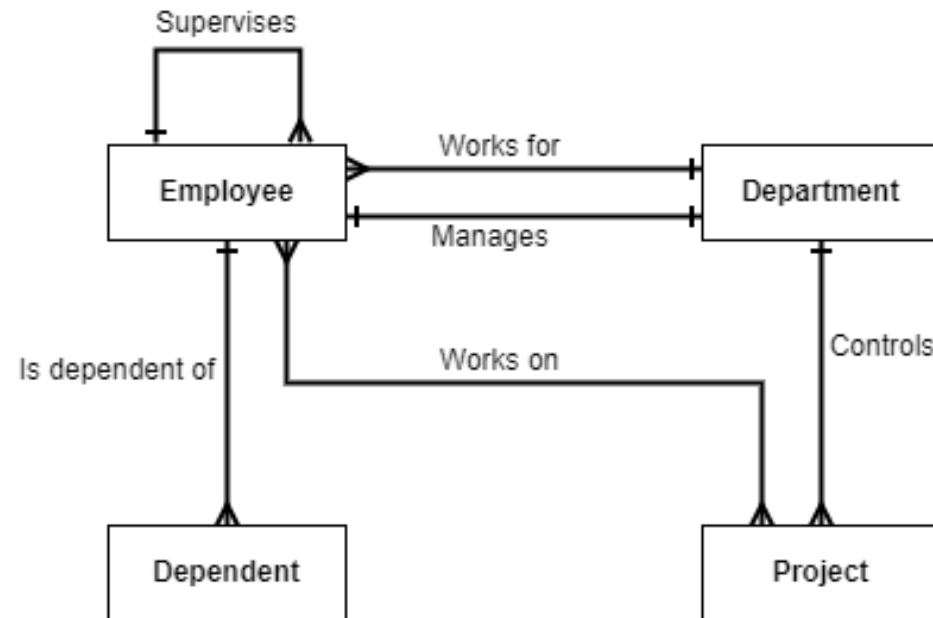 Supervises
Works for
Employee
Department
Manages
Is dependent of
Works on
Controls
Dependent
Project